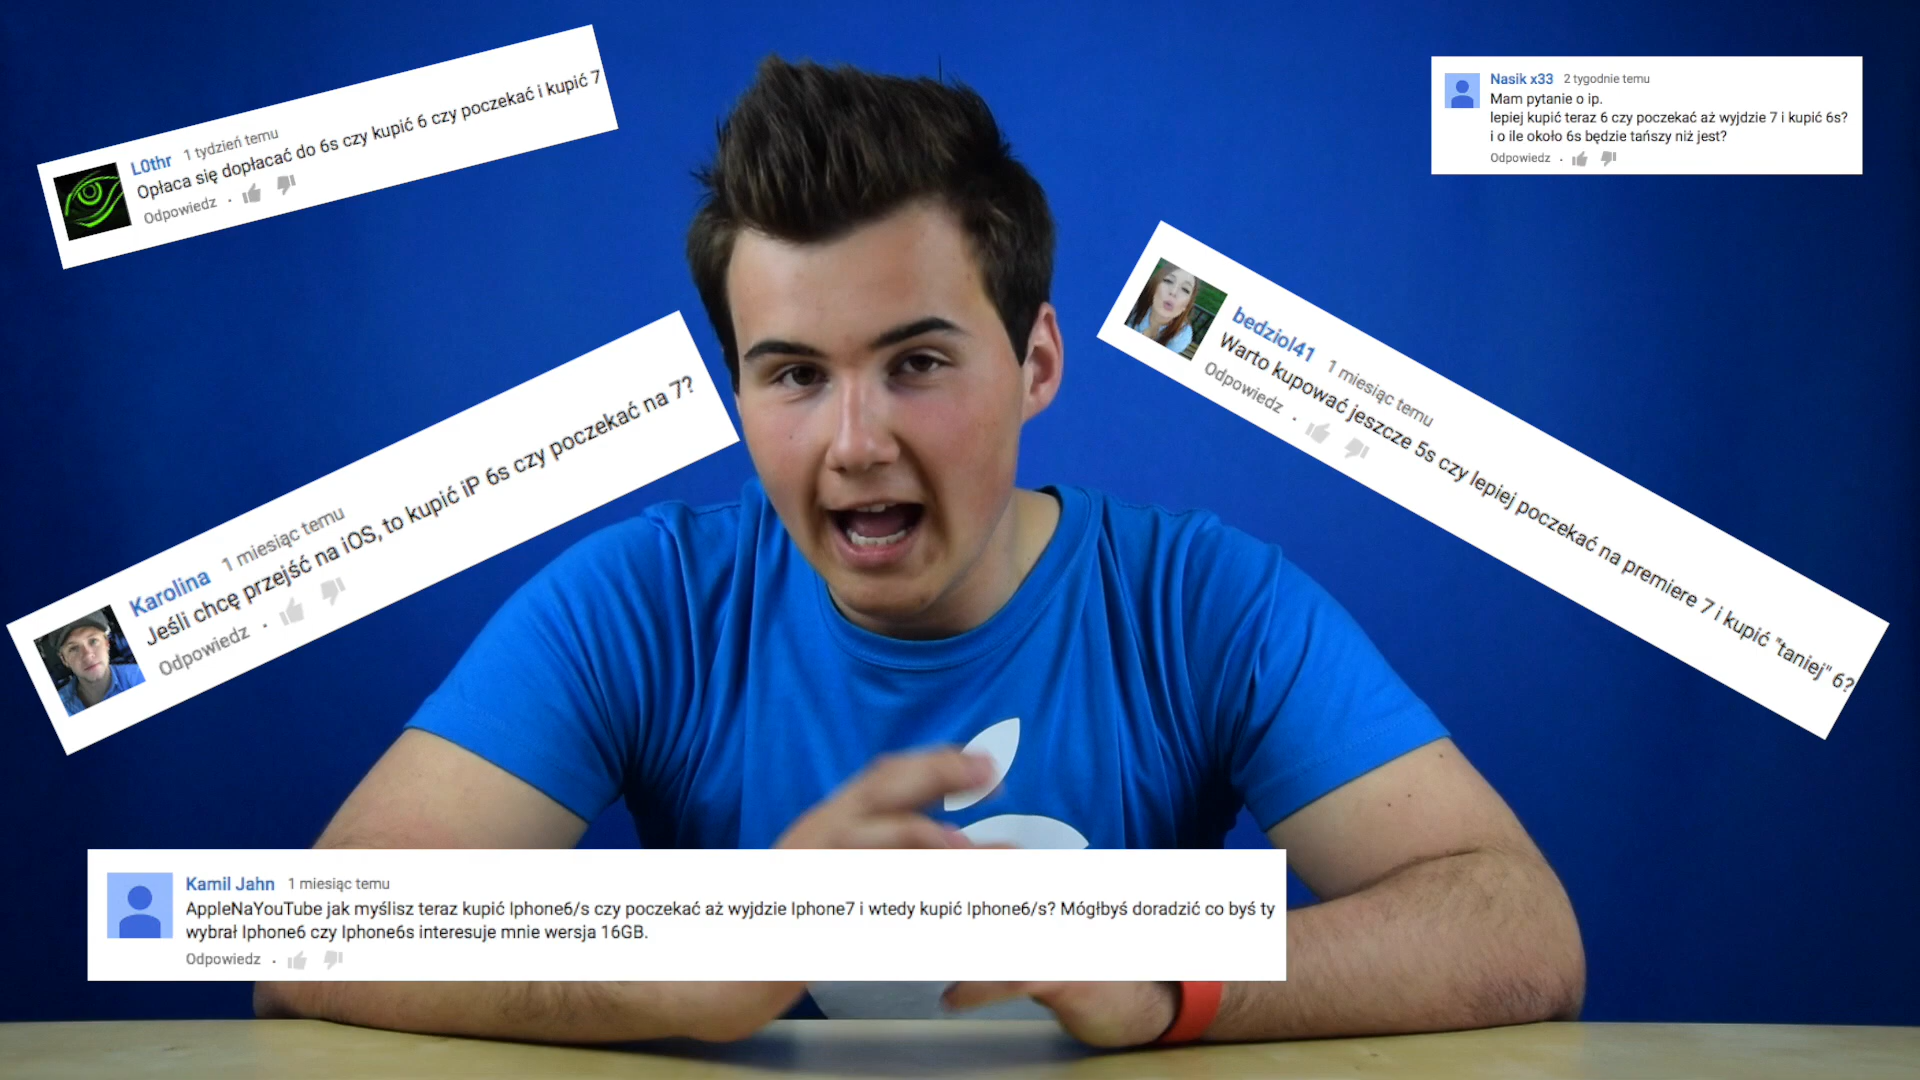 L0thr 1 tydzień temu
Opłaca się dopłacać do 6s czy kupić 6 czy poczekać i kupić 7
Odpowiedz
Nasik x33 2 tygodnie temu
Mam pytanie o ip.
lepiej kupić teraz 6 czy poczekać aż wyjdzie 7 i kupić 6s?
i o ile około 6s będzie tańszy niż jest?
Odpowiedz
bedziol41 1 miesiąc temu
Warto kupować jeszcze 5s czy lepiej poczekać na premiere 7 i kupić "taniej" 6?
Odpowiedz
Karolina 1 miesiąc temu
Jeśli chcę przejść na iOS, to kupić iP 6s czy poczekać na 7?
Odpowiedz
Kamil Jahn 1 miesiąc temu
AppleNaYouTube jak myślisz teraz kupić Iphone6/s czy poczekać aż wyjdzie Iphone7 i wtedy kupić Iphone6/s? Mógłbyś doradzić co byś ty
wybrał Iphone6 czy Iphone6s interesuje mnie wersja 16GB.
Odpowiedz